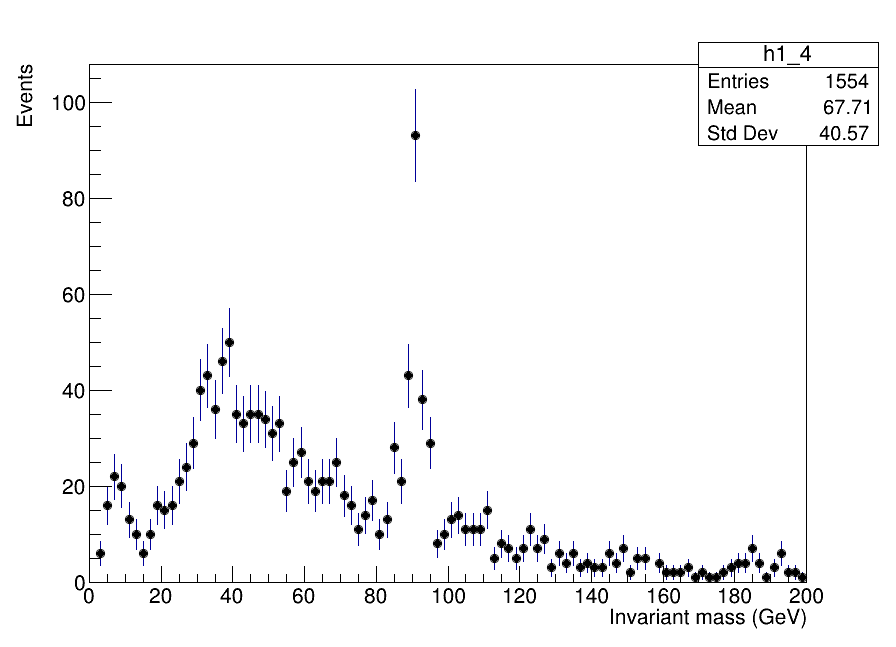 h1_4
Entries 1554
Mean 67.71
Std Dev 40.57
Events
100
80
60
40
20
0
0 20 40 60 80 100 120 140 160 180 200
Invariant mass (GeV)